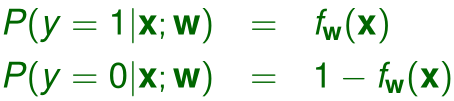 P(y = 1|x; w) = f_w(x)
P(y = 0|x; w) = 1 − f_w(x)